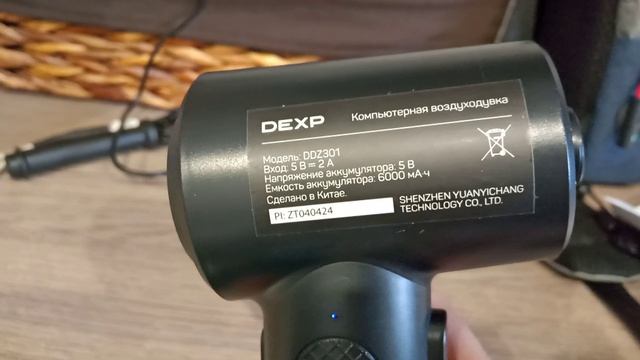 DEXP Компьютерная воздуходувка
Модель: DDZ301
Вход: 5 В ⎓ 2 А
Напряжение аккумулятора: 5 В
Емкость аккумулятора: 6000 мА·ч
Сделано в Китае.
PI: ZT040424
SHENZHEN YUANYICHANG
TECHNOLOGY CO., LTD.